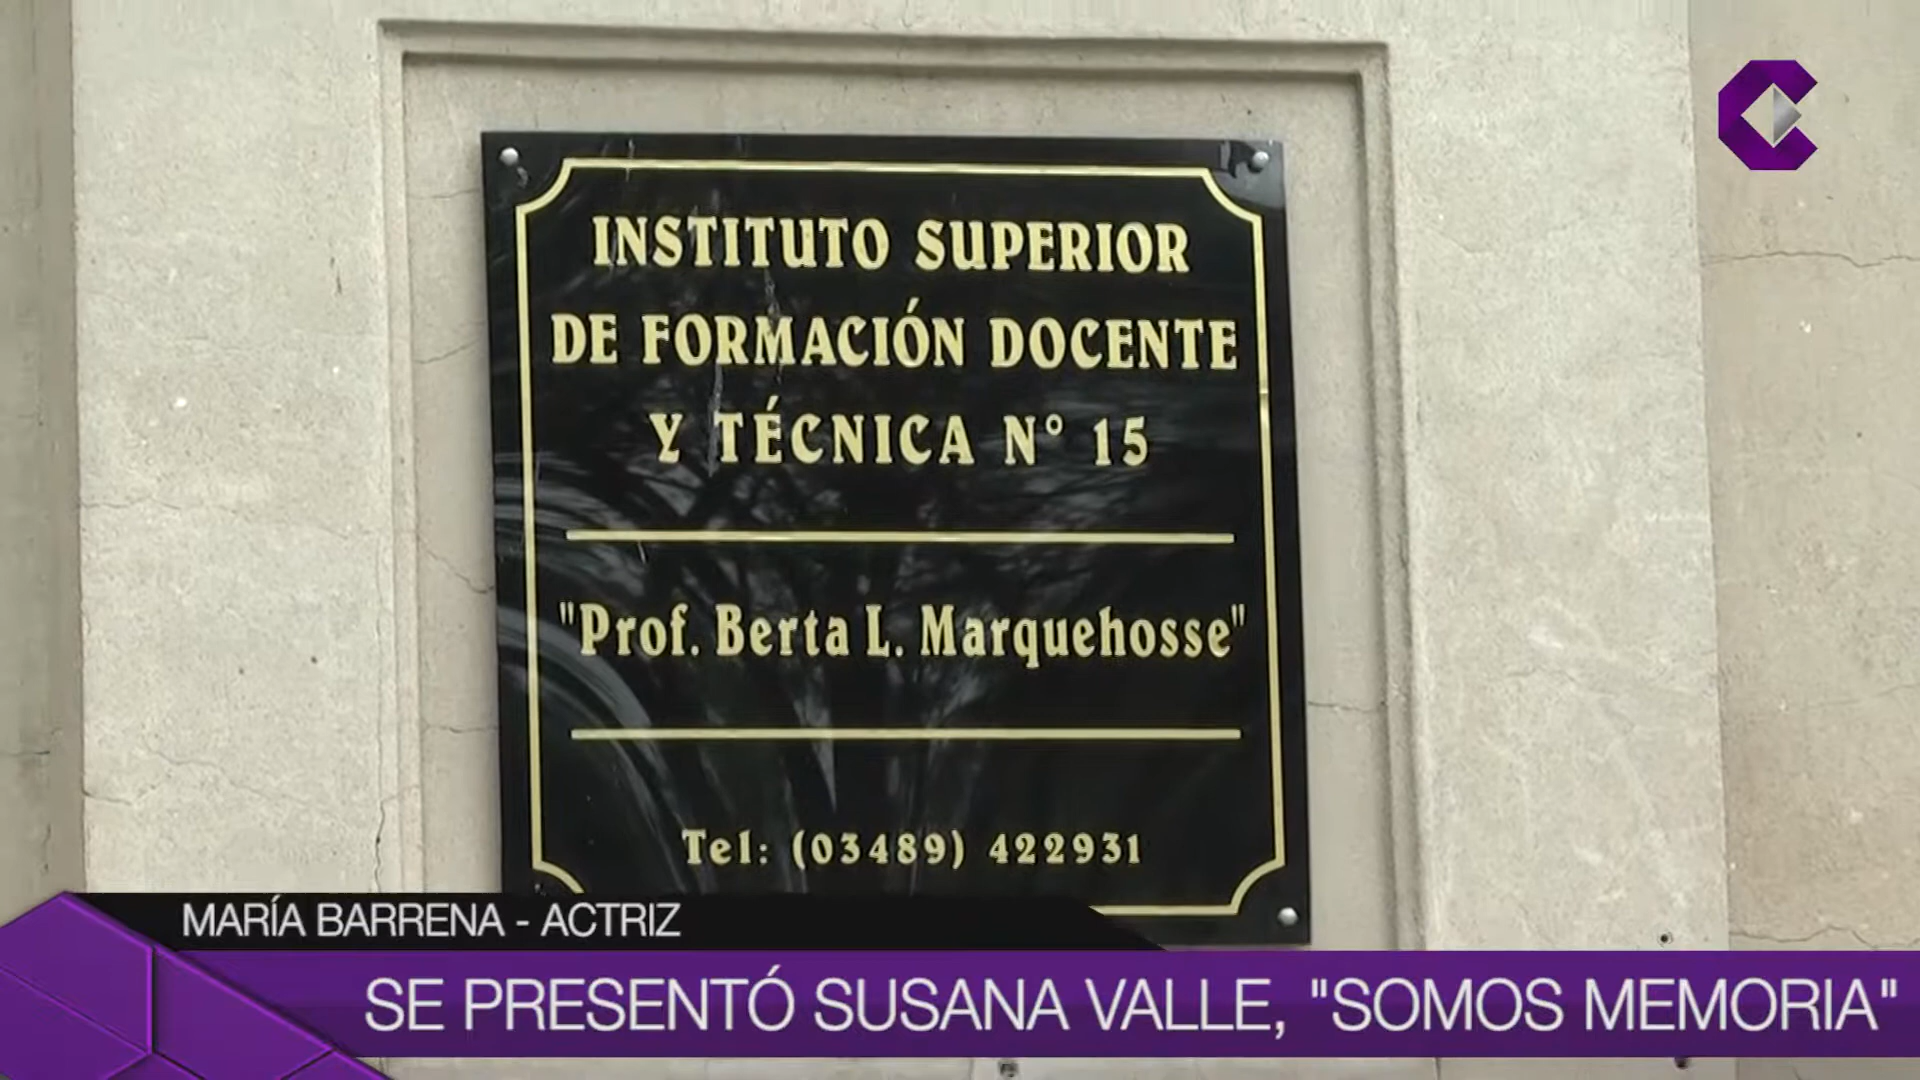 INSTITUTO SUPERIOR
DE FORMACIÓN DOCENTE
Y TÉCNICA N° 15
"Prof. Berta L. Marquehosse"
Tel: (03489) 422931
MARÍA BARRENA - ACTRIZ
SE PRESENTÓ SUSANA VALLE, "SOMOS MEMORIA"